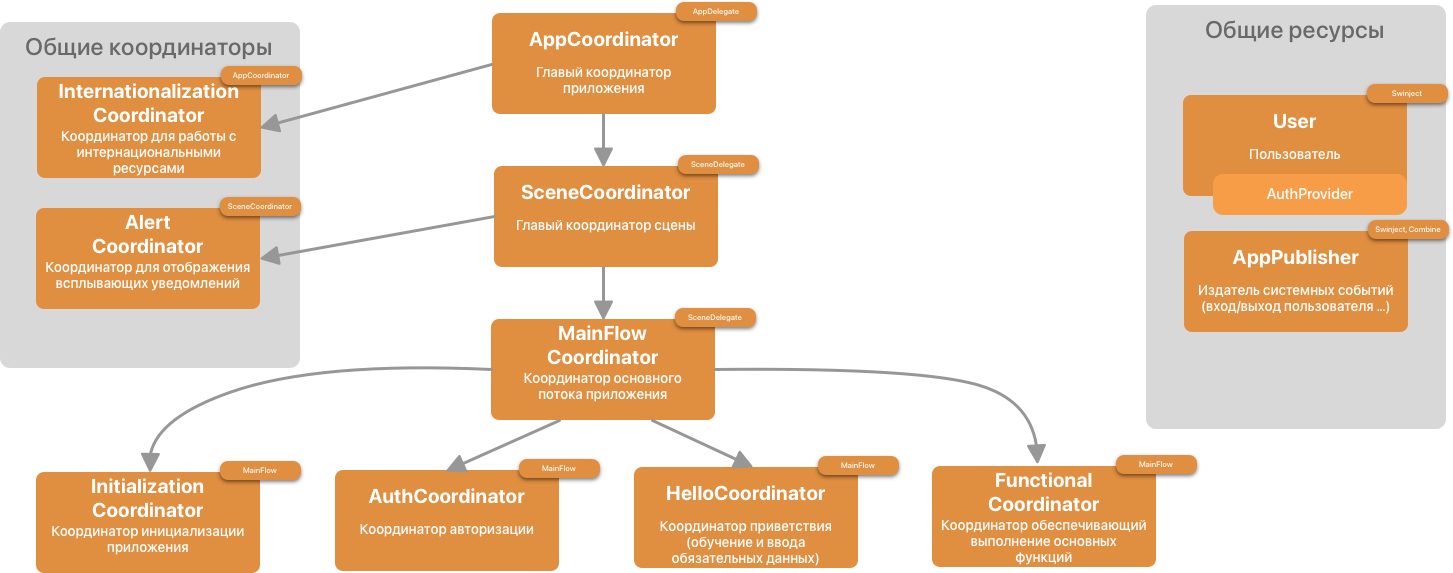 Общие координаторы
AppCoordinator
Internationalization
Coordinator
Координатор для работы с
интернациональными
ресурсами
SceneCoordinator
Alert
Coordinator
Координатор для отображения
всплывающих уведомлений
AppDelegate
AppCoordinator
Главый координатор
приложения
SceneDelegate
SceneCoordinator
Главый координатор сцены
SceneDelegate
MainFlow
Coordinator
Координатор основного
потока приложения
Общие ресурсы
Swinject
User
Пользователь
AuthProvider
Swinject, Combine
AppPublisher
Издатель системных событий
(вход/выход пользователя ...)
MainFlow
Initialization
Coordinator
Координатор инициализации
приложения
MainFlow
AuthCoordinator
Координатор авторизации
MainFlow
HelloCoordinator
Координатор приветствия
(обучение и ввода
обязательных данных)
MainFlow
Functional
Coordinator
Координатор обеспечивающий
выполнение основных
функций